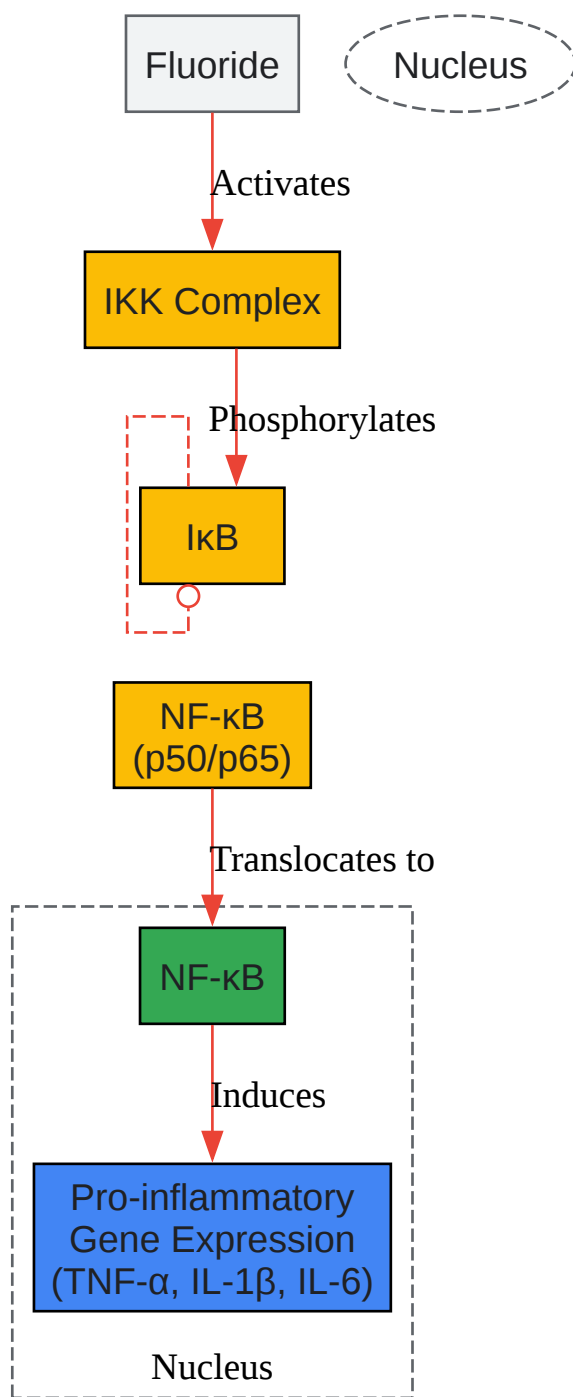 Fluoride
Nucleus
Activates
IKK Complex
Phosphorylates
IκB
NF-κB
(p50/p65)
Translocates to
NF-κB
Induces
Pro-inflammatory
Gene Expression
(TNF-α, IL-1β, IL-6)
Nucleus